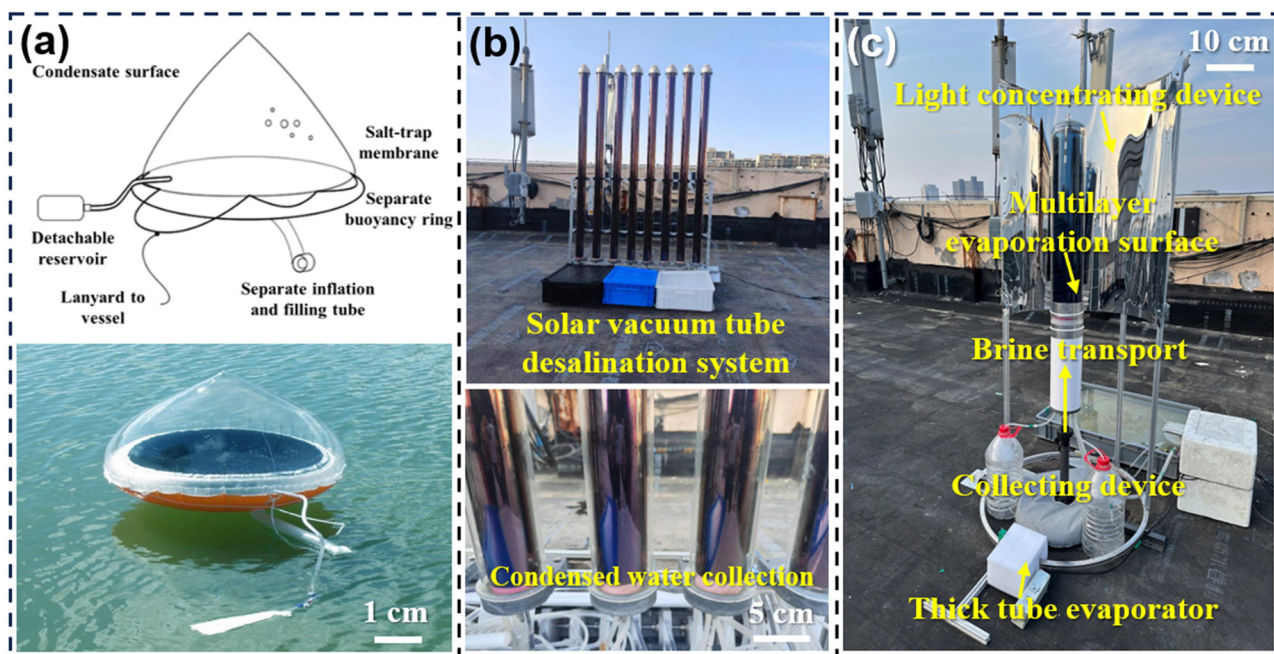 (a)
Condensate surface
Salt-trap
membrane
Separate
buoyancy ring
Detachable
reservoir
Lanyard to
vessel
Separate inflation
and filling tube
1 cm
(b)
Solar vacuum tube
desalination system
Condensed water collection
5 cm
(c)
10 cm
Light concentrating device
Multilayer
evaporation surface
Brine transport
Collecting device
Thick tube evaporator